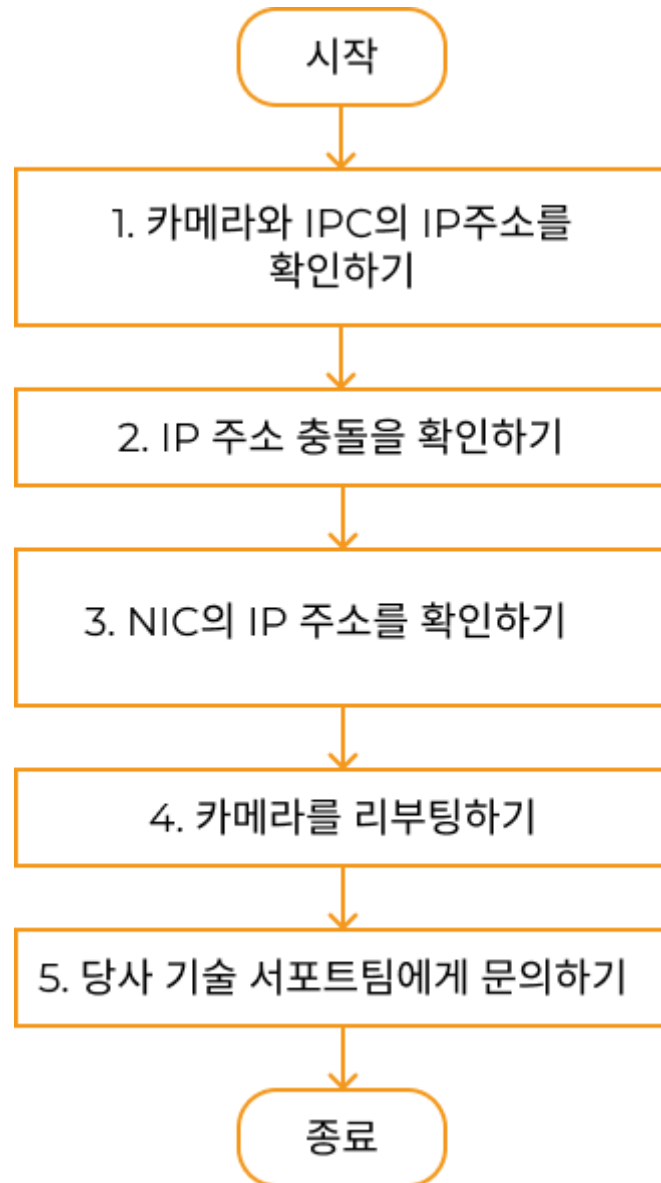 시작
1. 카메라와 IPC의 IP주소를
확인하기
2. IP 주소 충돌을 확인하기
3. NIC의 IP 주소를 확인하기
4. 카메라를 리부팅하기
5. 당사 기술 서포트팀에게 문의하기
종료